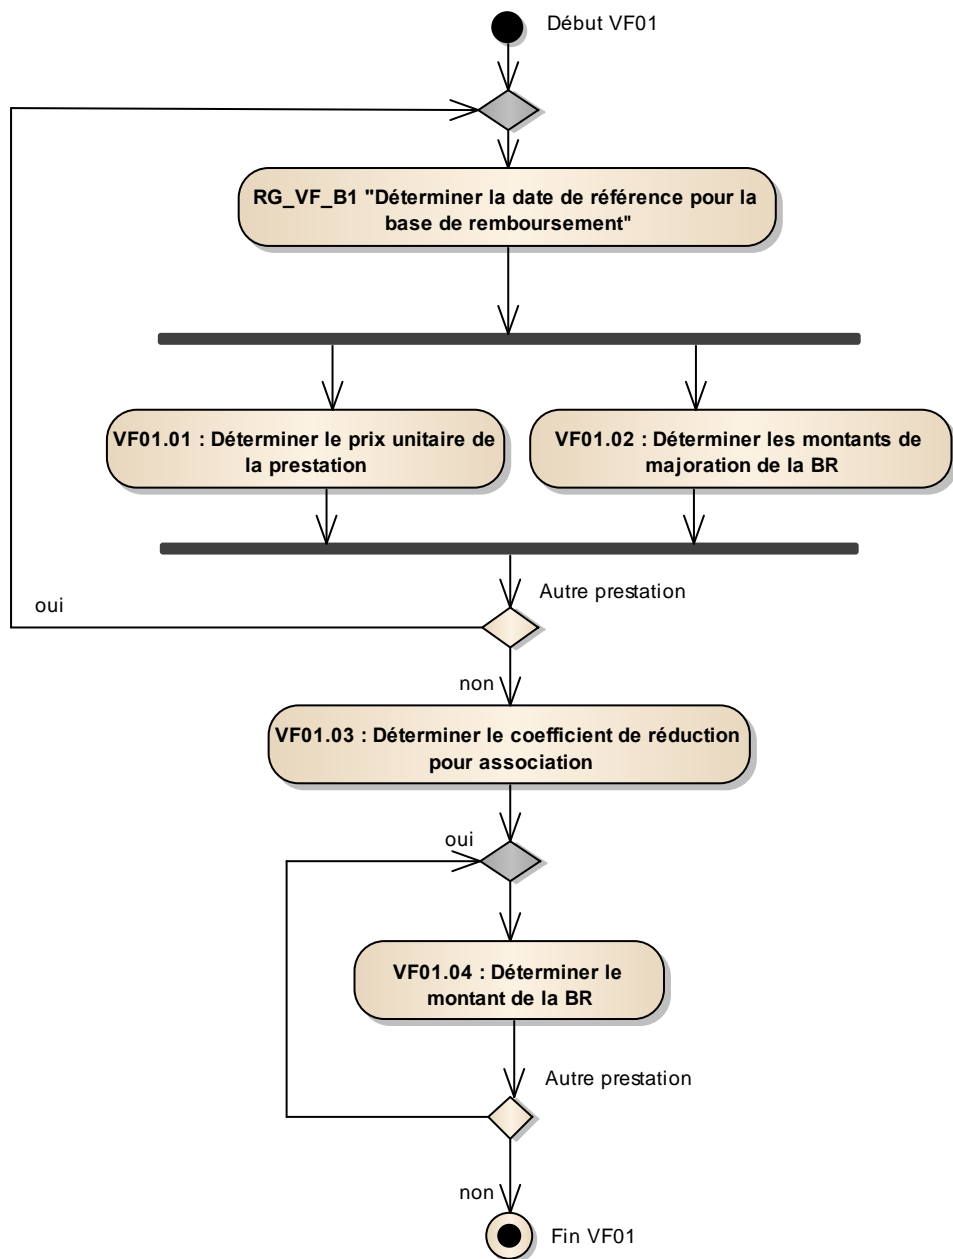 Début VF01
RG_VF_B1 "Déterminer la date de référence pour la
base de remboursement"
VF01.01 : Déterminer le prix unitaire de
la prestation
VF01.02 : Déterminer les montants de
majoration de la BR
Autre prestation
oui
non
VF01.03 : Déterminer le coefficient de réduction
pour association
oui
VF01.04 : Déterminer le
montant de la BR
Autre prestation
non
Fin VF01